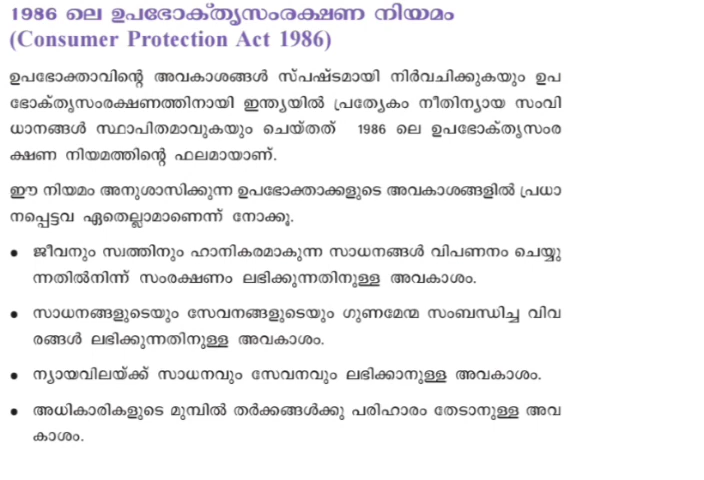 1986 ലെ ഉപഭോക്തൃസംരക്ഷണ നിയമം
(Consumer Protection Act 1986)
ഉപഭോക്താവിന്റെ അവകാശങ്ങൾ സ്പഷ്ടമായി നിർവചിക്കുകയും ഉപ
ഭോക്തൃസംരക്ഷണത്തിനായി ഇന്ത്യയിൽ പ്രത്യേകം നീതിന്യായ സംവി
ധാനങ്ങൾ സ്ഥാപിതമാവുകയും ചെയ്തത് 1986 ലെ ഉപഭോക്തൃസംര
ക്ഷണ നിയമത്തിന്റെ ഫലമായാണ്.
ഈ നിയമം അനുശാസിക്കുന്ന ഉപഭോക്താക്കളുടെ അവകാശങ്ങളിൽ പ്രധാ
നപ്പെട്ടവ ഏതെല്ലാമാണെന്ന് നോക്കൂ.
• ജീവനും സ്വത്തിനും ഹാനികരമാകുന്ന സാധനങ്ങൾ വിപണനം ചെയ്യു
ന്നതിൽനിന്ന് സംരക്ഷണം ലഭിക്കുന്നതിനുള്ള അവകാശം.
• സാധനങ്ങളുടെയും സേവനങ്ങളുടെയും ഗുണമേന്മ സംബന്ധിച്ച വിവ
രങ്ങൾ ലഭിക്കുന്നതിനുള്ള അവകാശം.
• ന്യായവിലയ്ക്ക് സാധനവും സേവനവും ലഭിക്കാനുള്ള അവകാശം.
• അധികാരികളുടെ മുമ്പിൽ തർക്കങ്ങൾക്കു പരിഹാരം തേടാനുള്ള അവ
കാശം.